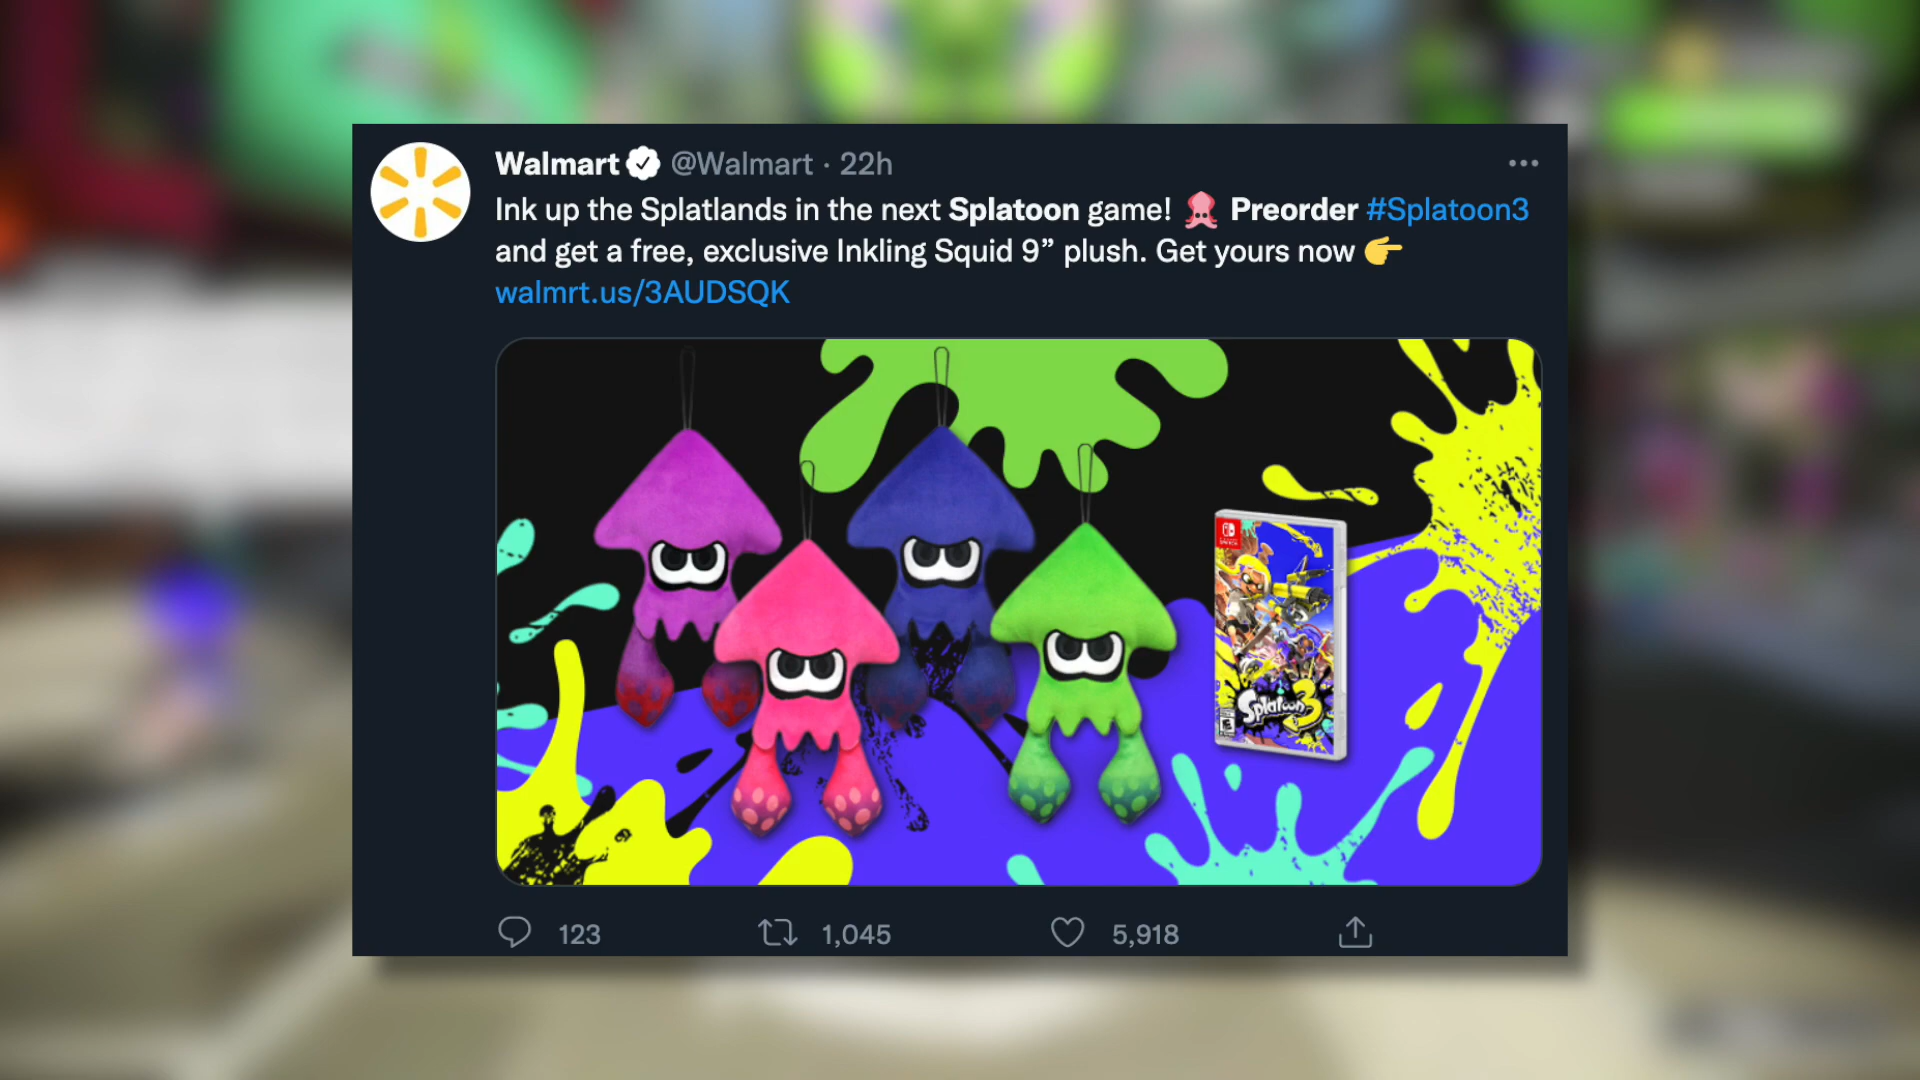 Walmart @Walmart · 22h
Ink up the Splatlands in the next Splatoon game! 🦑 Preorder #Splatoon3
and get a free, exclusive Inkling Squid 9” plush. Get yours now 👉
walmrt.us/3AUDSQK
Splatoon 3
E
123 1,045 5,918